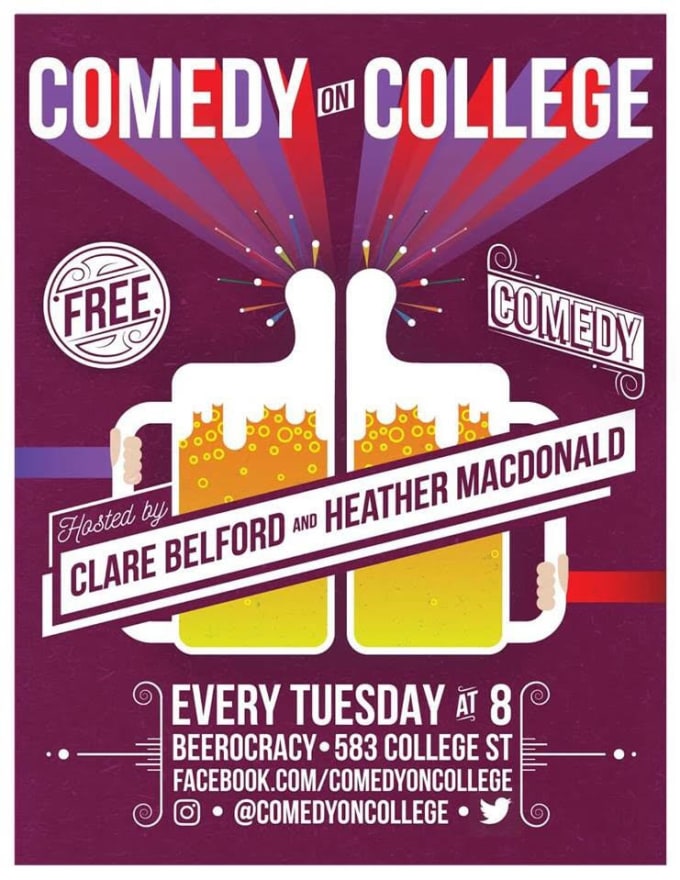 COMEDY ON COLLEGE
FREE
COMEDY
Hosted by
CLARE BELFORD AND HEATHER MACDONALD
EVERY TUESDAY AT 8
BEEROCRACY • 583 COLLEGE ST
FACEBOOK.COM/COMEDYONCOLLEGE
• @COMEDYONCOLLEGE •